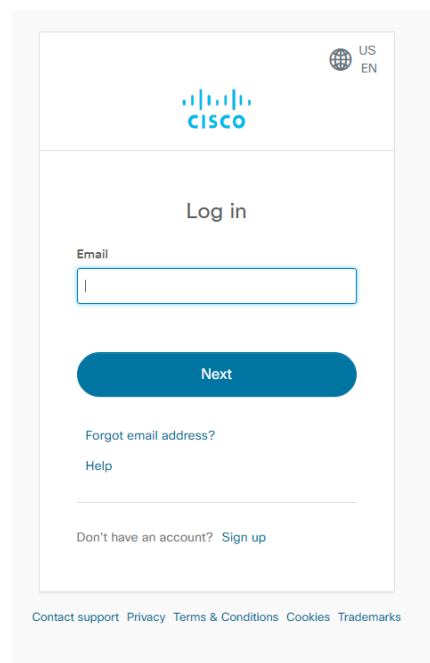 US
EN
CISCO
Log in
Email
Next
Forgot email address?
Help
Don't have an account? Sign up
Contact support Privacy Terms & Conditions Cookies Trademarks